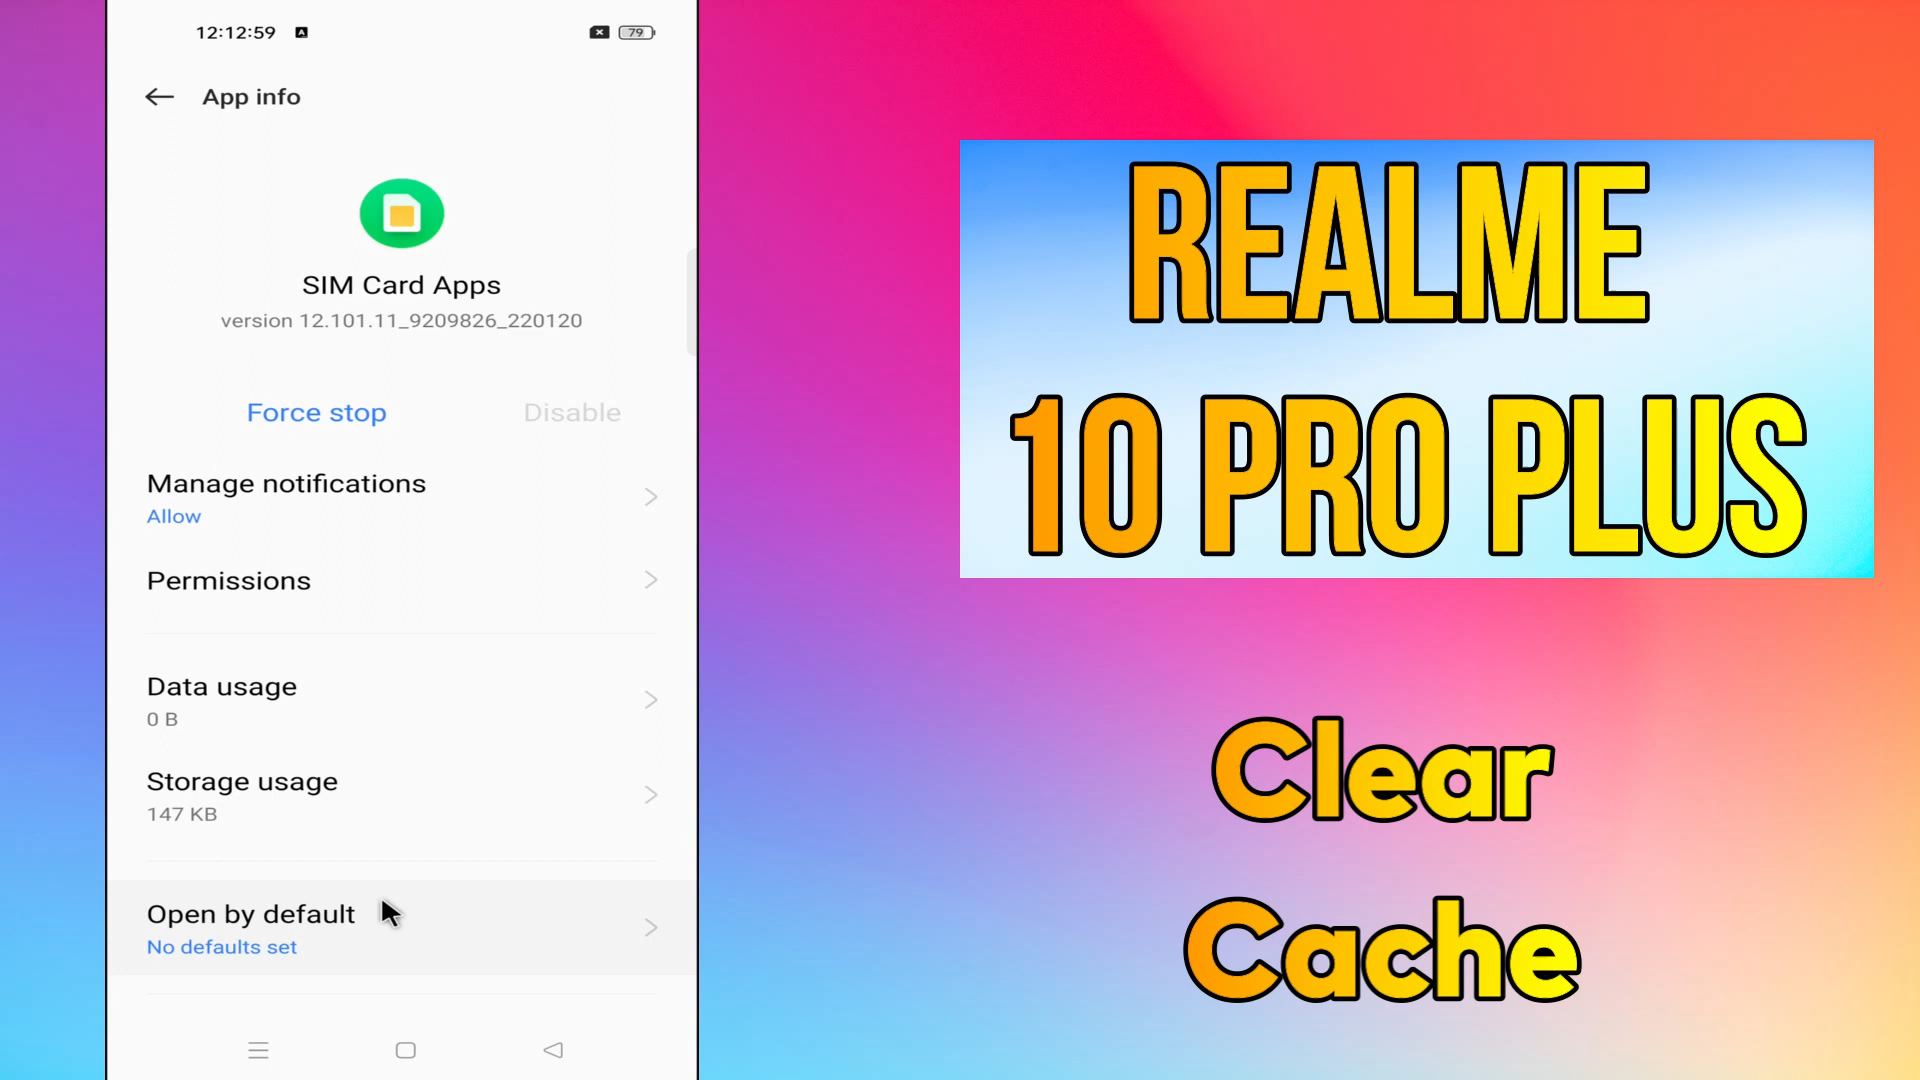 12:12:59
79
App info
SIM Card Apps
version 12.101.11_9209826_220120
Force stop
Disable
Manage notifications
Allow
Permissions
Data usage
0 B
Storage usage
147 KB
Open by default
No defaults set
REALME
10 PRO PLUS
Clear
Cache